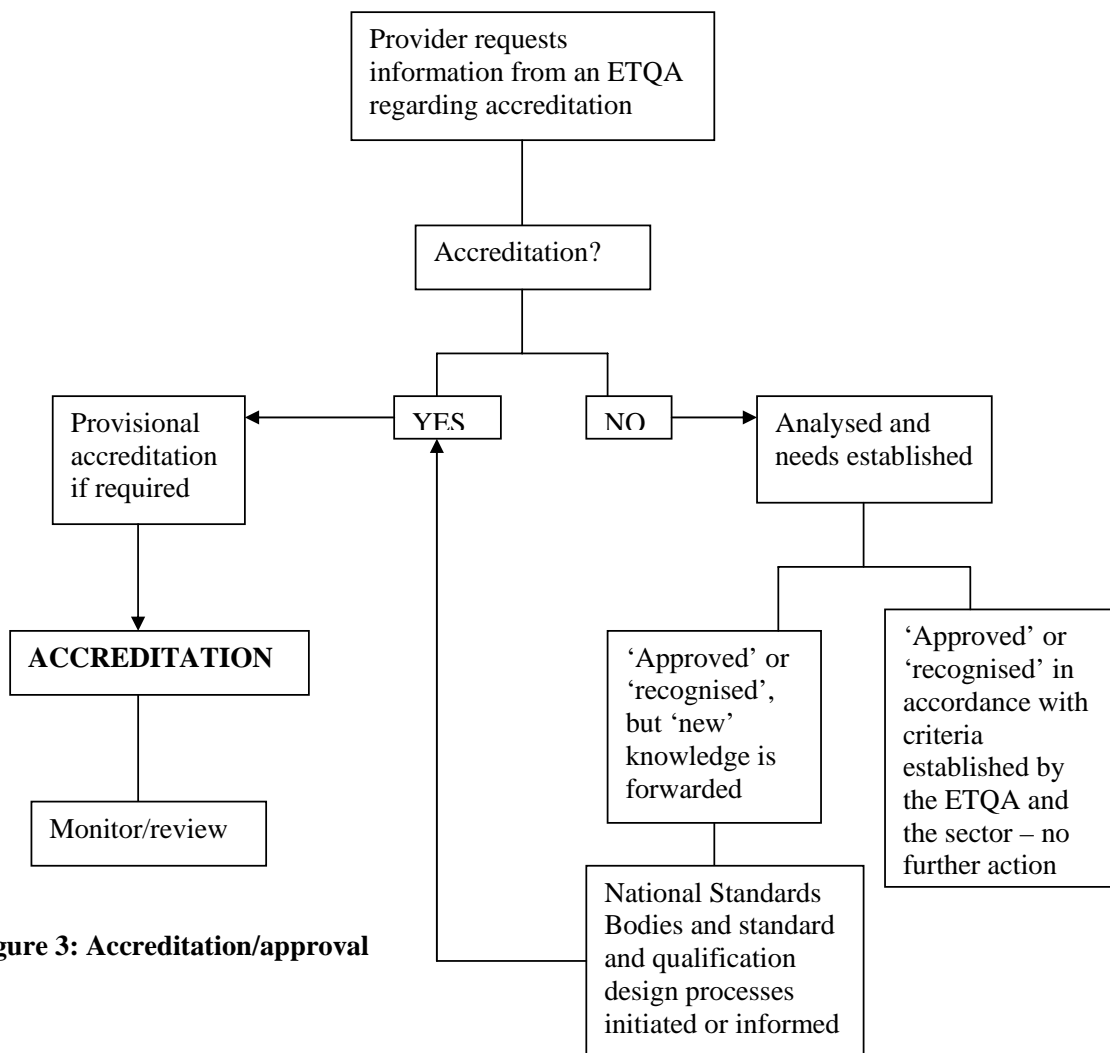 Provider requests
information from an ETQA
regarding accreditation
Accreditation?
YES
NO
Provisional
accreditation
if required
Analysed and
needs established
ACCREDITATION
‘Approved’ or
‘recognised’,
but ‘new’
knowledge is
forwarded
‘Approved’ or
‘recognised’ in
accordance with
criteria
established by
the ETQA and
the sector – no
further action
Monitor/review
National Standards
Bodies and standard
and qualification
design processes
initiated or informed
gure 3: Accreditation/approval